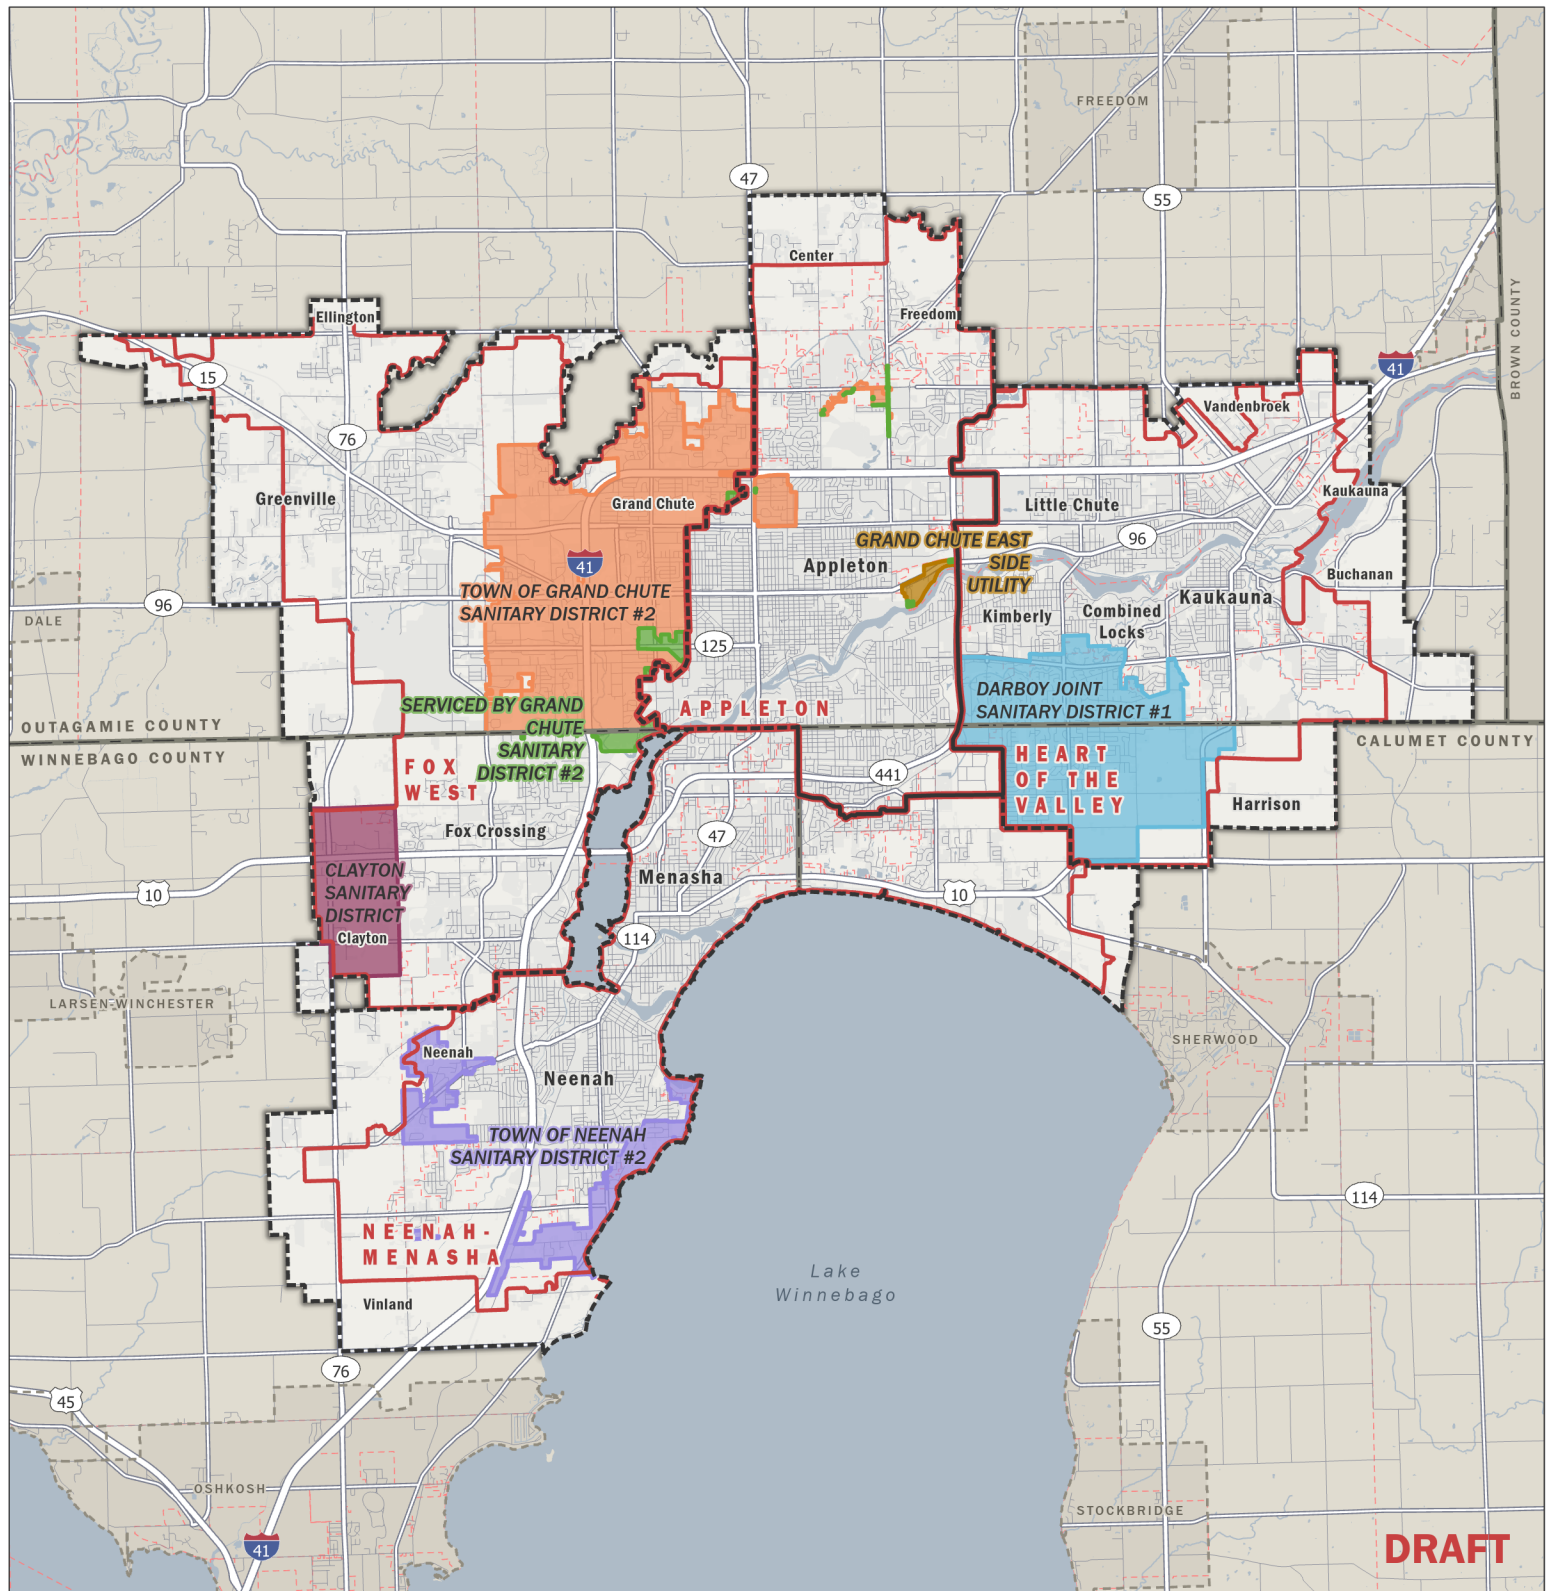 FREEDOM
47
55
Center
Ellington
Freedom
BROWN COUNTY
41
15
Vandenbroek
76
Greenville
Grand Chute
Little Chute
Kaukauna
96
GRAND CHUTE EAST
SIDE
UTILITY
Appleton
41
TOWN OF GRAND CHUTE
SANITARY DISTRICT #2
Buchanan
Kaukauna
96
DALE
Kimberly
Combined
Locks
125
DARBOY JOINT
SANITARY DISTRICT #1
SERVICED BY GRAND
CHUTE
SANITARY
DISTRICT #2
APPLETON
OUTAGAMIE COUNTY
WINNEBAGO COUNTY
CALUMET COUNTY
FOX
WEST
HEART
OF THE
VALLEY
441
Harrison
Fox Crossing
47
Menasha
CLAYTON
SANITARY
DISTRICT
10
10
Clayton
114
LARSEN-WINCHESTER
SHERWOOD
Neenah
Neenah
TOWN OF NEENAH
SANITARY DISTRICT #2
114
NEENAH-
MENASHA
Lake
Winnebago
Vinland
55
76
45
OSHKOSH
STOCKBRIDGE
41
DRAFT